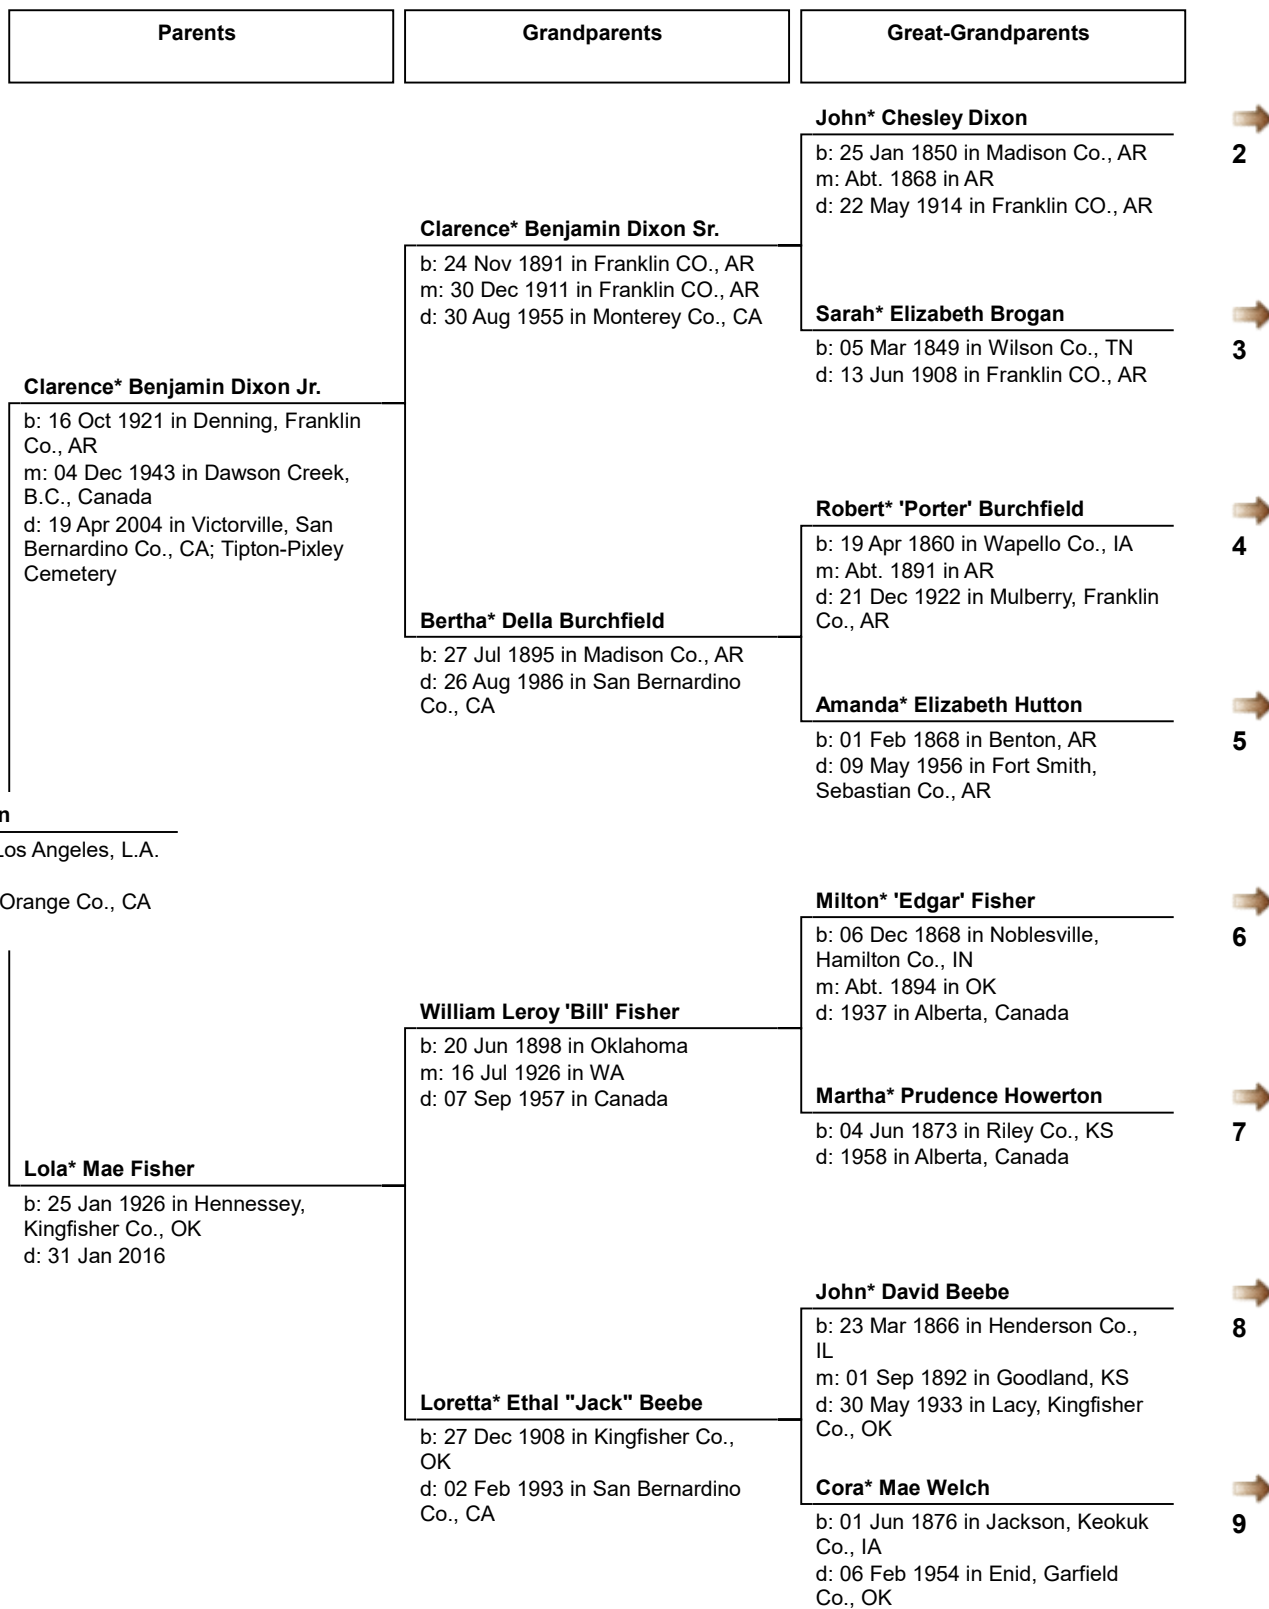 Parents
Grandparents
Great-Grandparents
John* Chesley Dixon
b: 25 Jan 1850 in Madison Co., AR
m: Abt. 1868 in AR
d: 22 May 1914 in Franklin CO., AR
2
Clarence* Benjamin Dixon Sr.
b: 24 Nov 1891 in Franklin CO., AR
m: 30 Dec 1911 in Franklin CO., AR
d: 30 Aug 1955 in Monterey Co., CA
Sarah* Elizabeth Brogan
b: 05 Mar 1849 in Wilson Co., TN
d: 13 Jun 1908 in Franklin CO., AR
3
Clarence* Benjamin Dixon Jr.
b: 16 Oct 1921 in Denning, Franklin
Co., AR
m: 04 Dec 1943 in Dawson Creek,
B.C., Canada
d: 19 Apr 2004 in Victorville, San
Bernardino Co., CA; Tipton-Pixley
Cemetery
Robert* 'Porter' Burchfield
b: 19 Apr 1860 in Wapello Co., IA
m: Abt. 1891 in AR
d: 21 Dec 1922 in Mulberry, Franklin
Co., AR
4
Bertha* Della Burchfield
b: 27 Jul 1895 in Madison Co., AR
d: 26 Aug 1986 in San Bernardino
Co., CA
Amanda* Elizabeth Hutton
b: 01 Feb 1868 in Benton, AR
d: 09 May 1956 in Fort Smith,
Sebastian Co., AR
5
n
Los Angeles, L.A.
Orange Co., CA
Milton* 'Edgar' Fisher
b: 06 Dec 1868 in Noblesville,
Hamilton Co., IN
m: Abt. 1894 in OK
d: 1937 in Alberta, Canada
6
William Leroy 'Bill' Fisher
b: 20 Jun 1898 in Oklahoma
m: 16 Jul 1926 in WA
d: 07 Sep 1957 in Canada
Martha* Prudence Howerton
b: 04 Jun 1873 in Riley Co., KS
d: 1958 in Alberta, Canada
7
Lola* Mae Fisher
b: 25 Jan 1926 in Hennessey,
Kingfisher Co., OK
d: 31 Jan 2016
John* David Beebe
b: 23 Mar 1866 in Henderson Co.,
IL
m: 01 Sep 1892 in Goodland, KS
d: 30 May 1933 in Lacy, Kingfisher
Co., OK
8
Loretta* Ethal "Jack" Beebe
b: 27 Dec 1908 in Kingfisher Co.,
OK
d: 02 Feb 1993 in San Bernardino
Co., CA
Cora* Mae Welch
b: 01 Jun 1876 in Jackson, Keokuk
Co., IA
d: 06 Feb 1954 in Enid, Garfield
Co., OK
9